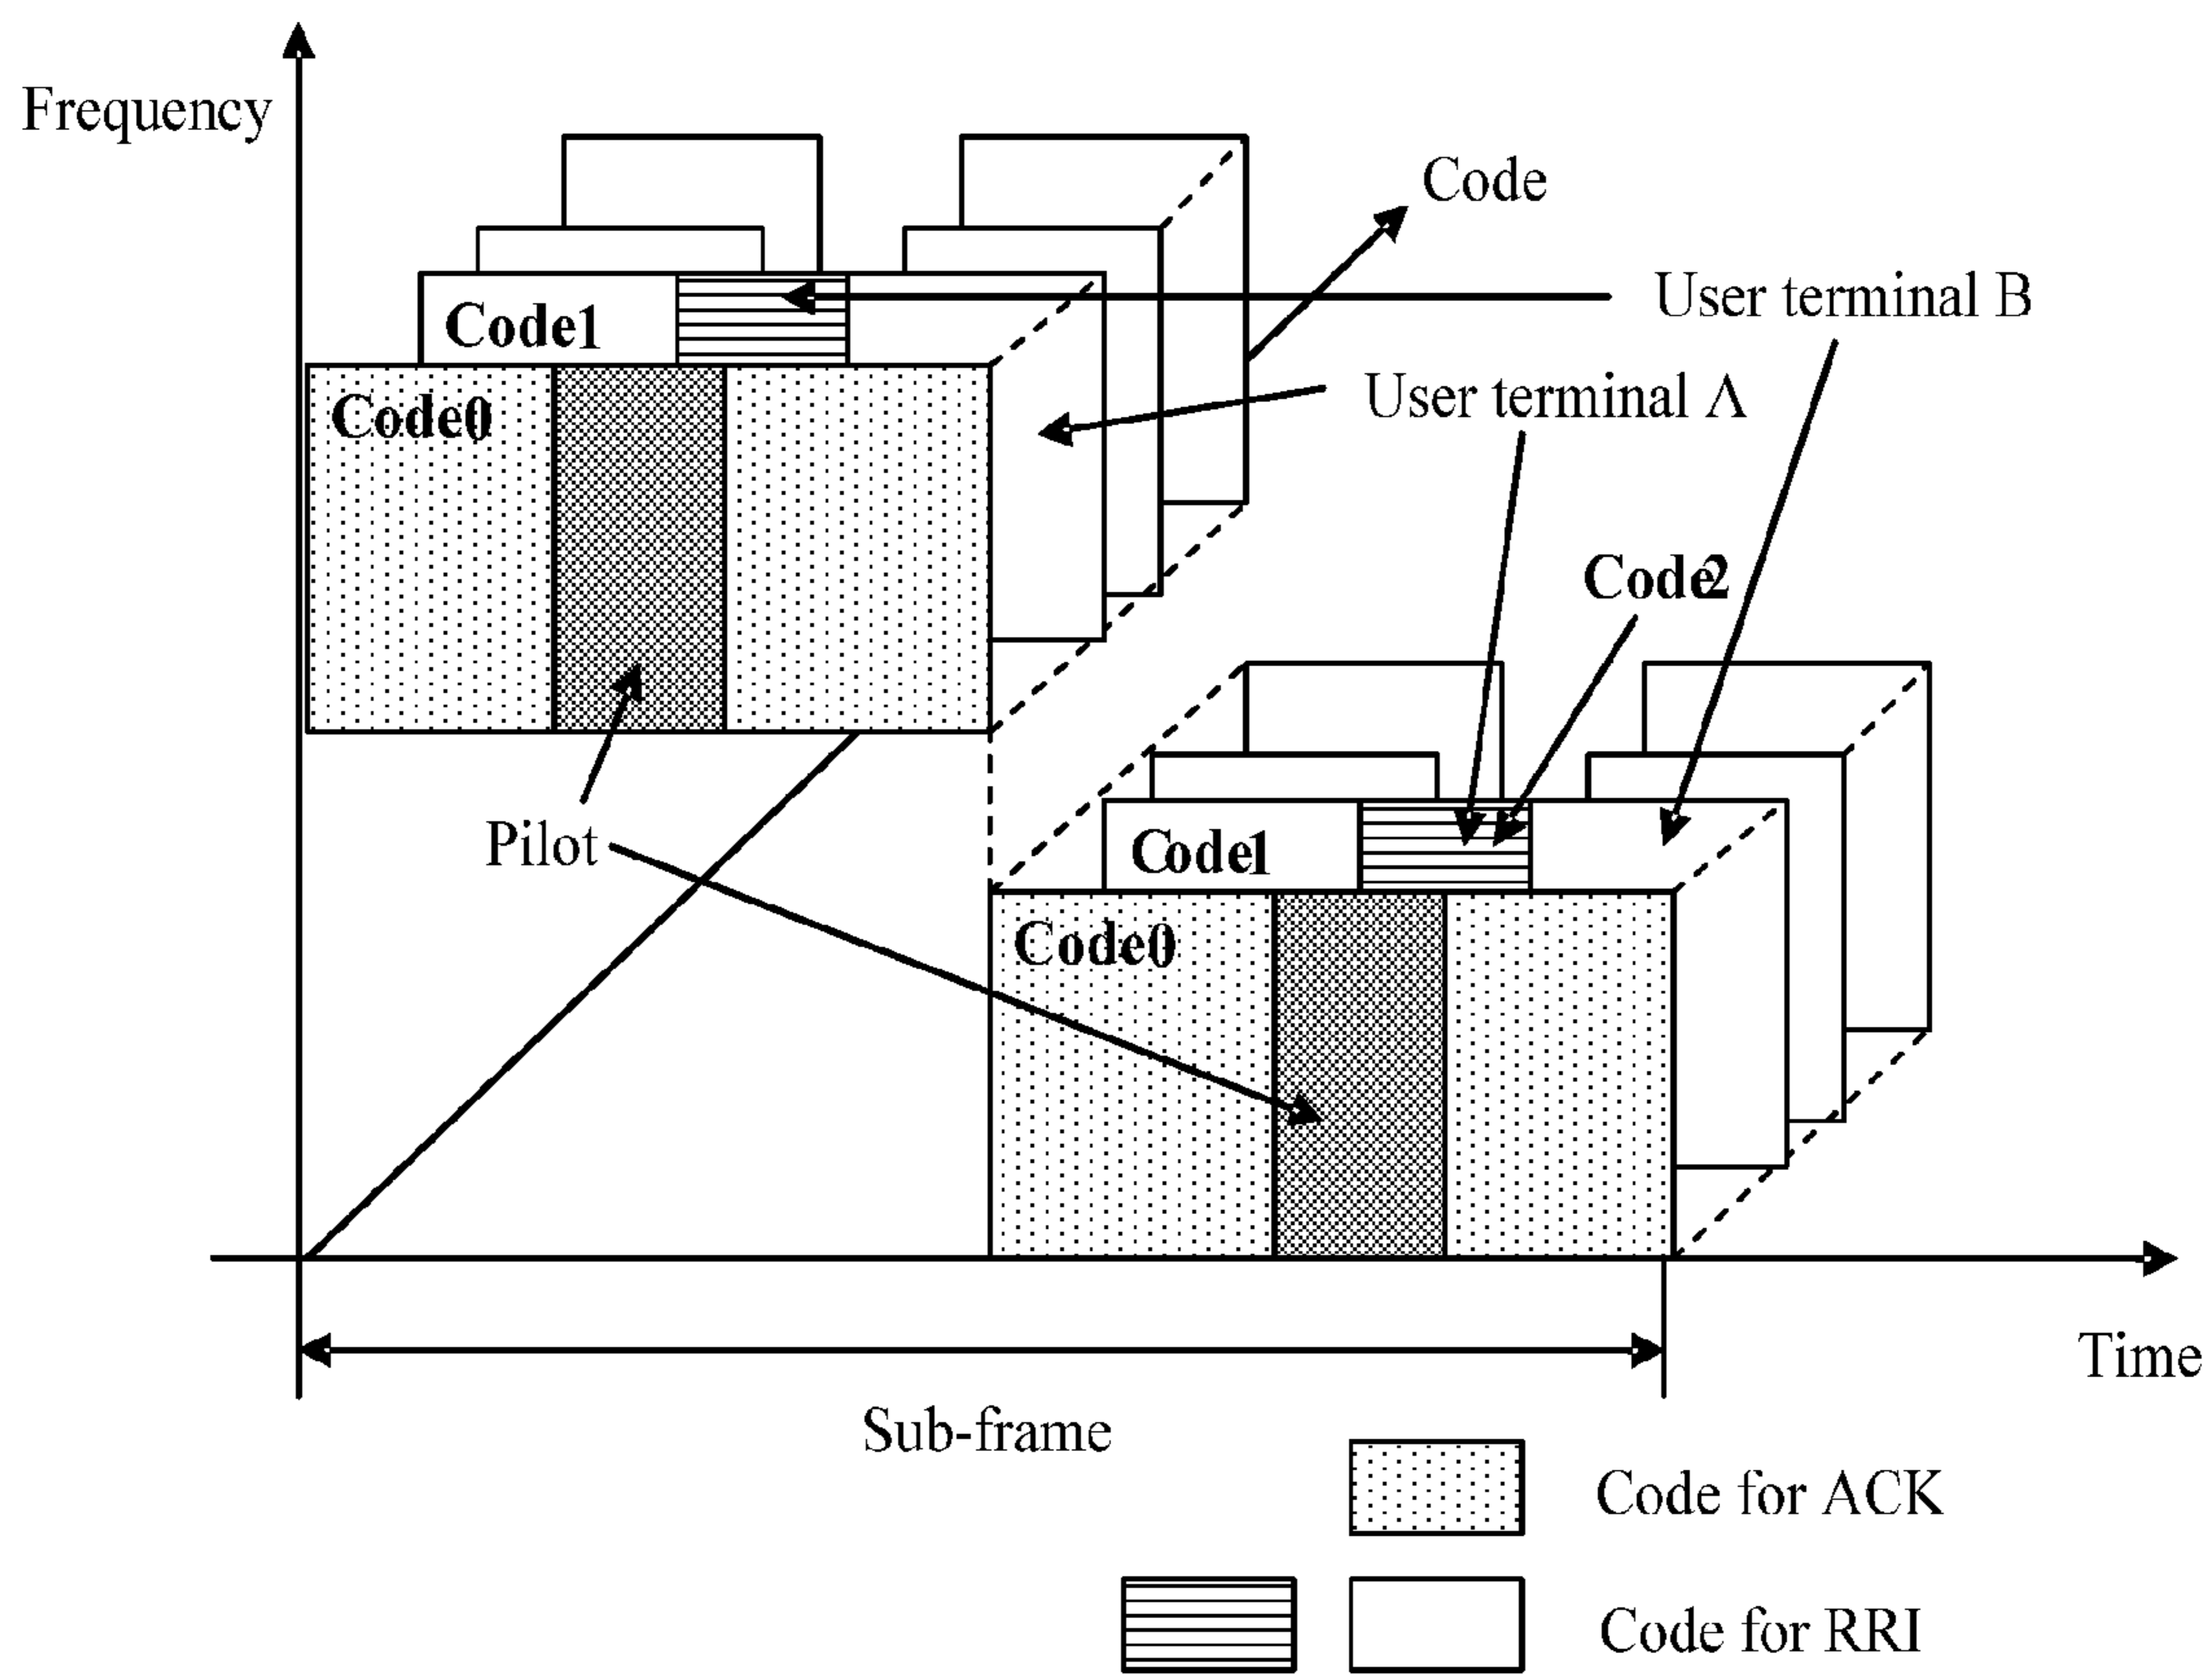 Frequency
Code
User terminal B
Code1
User terminal A
Code0
Code2
Pilot
Code1
Code0
Time
Sub-frame
Code for ACK
Code for RRI